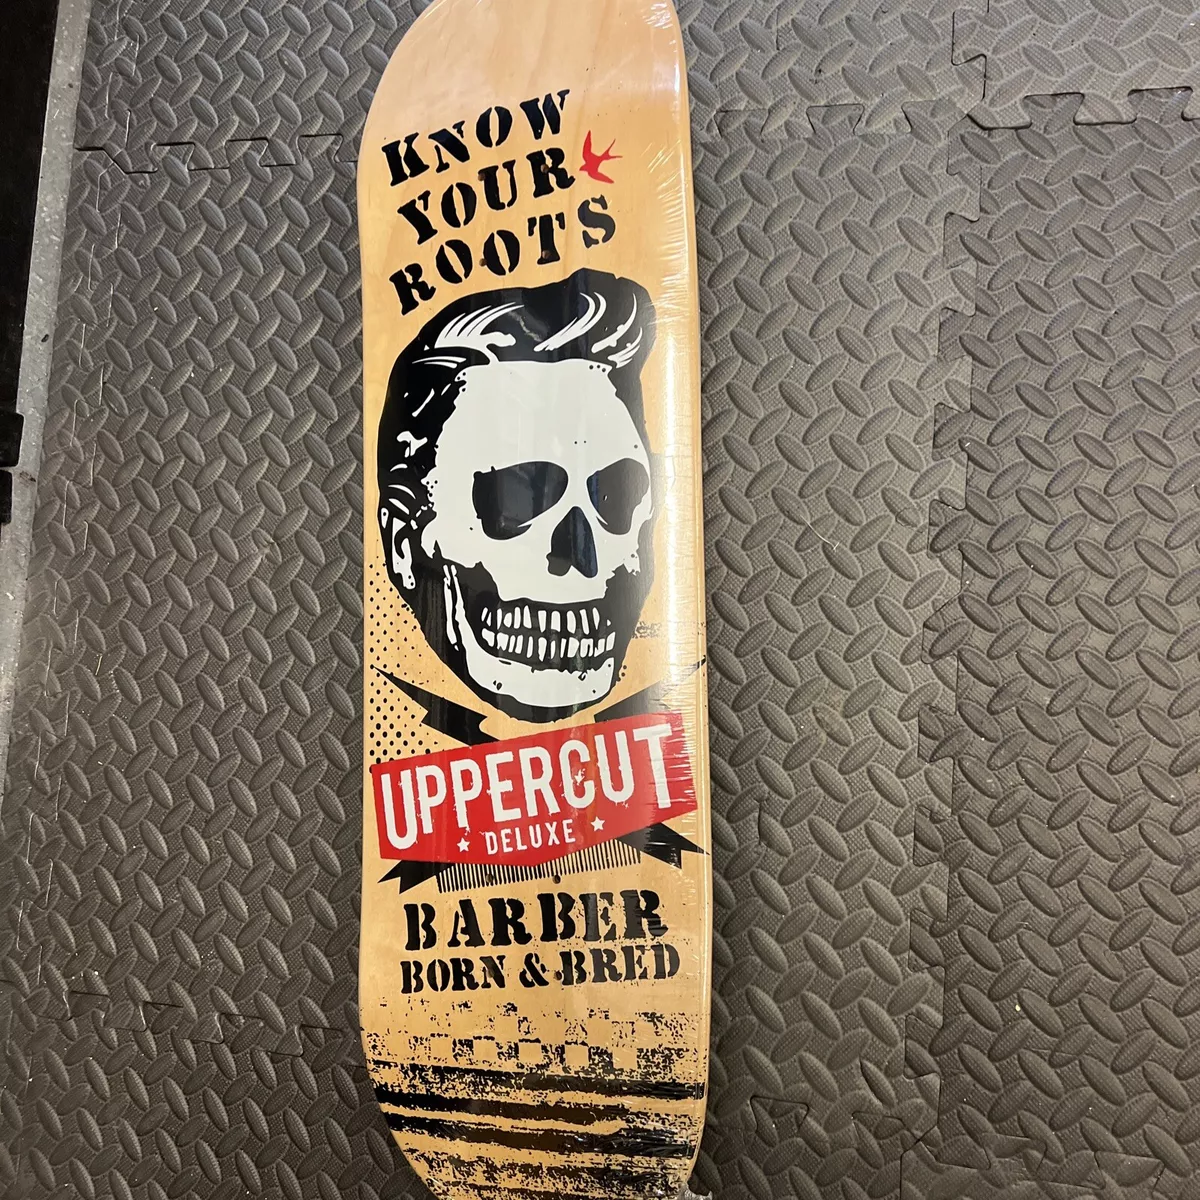 KNOW
YOUR
ROOTS
UPPERCUT
DELUXE
BARBER
BORN & BRED